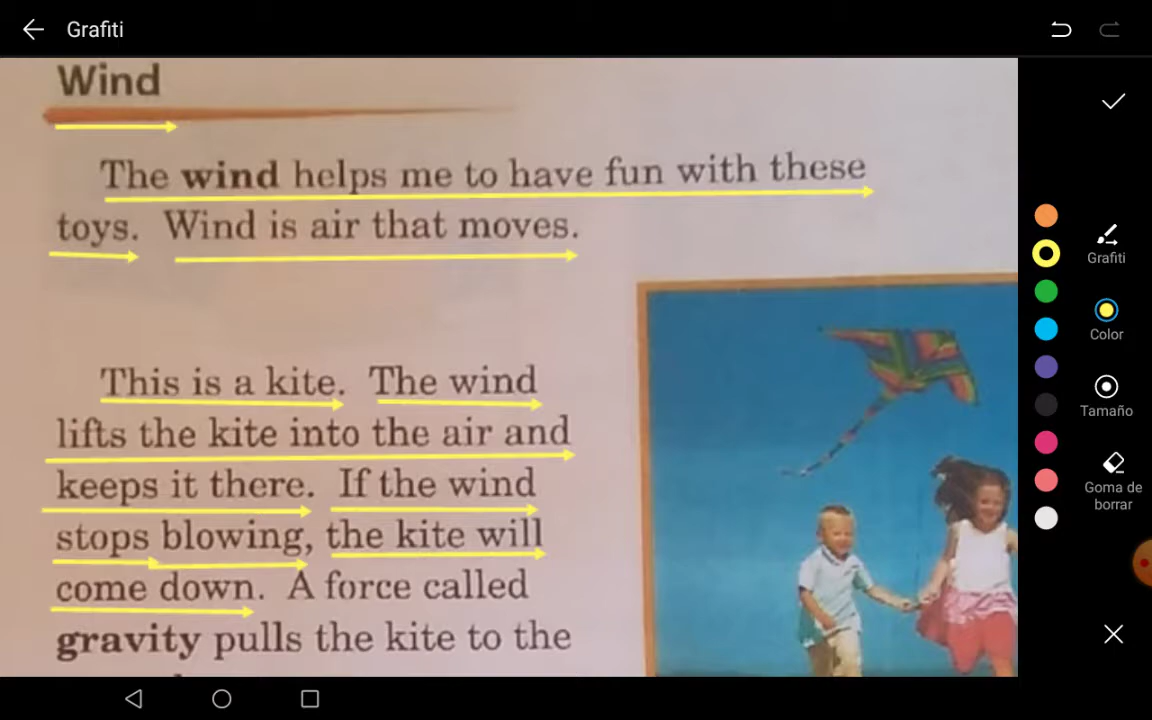 Grafiti
Wind
The wind helps me to have fun with these
toys. Wind is air that moves.
This is a kite. The wind
lifts the kite into the air and
keeps it there. If the wind
stops blowing, the kite will
come down. A force called
gravity pulls the kite to the
Grafiti
Color
Tamaño
Goma de
borrar